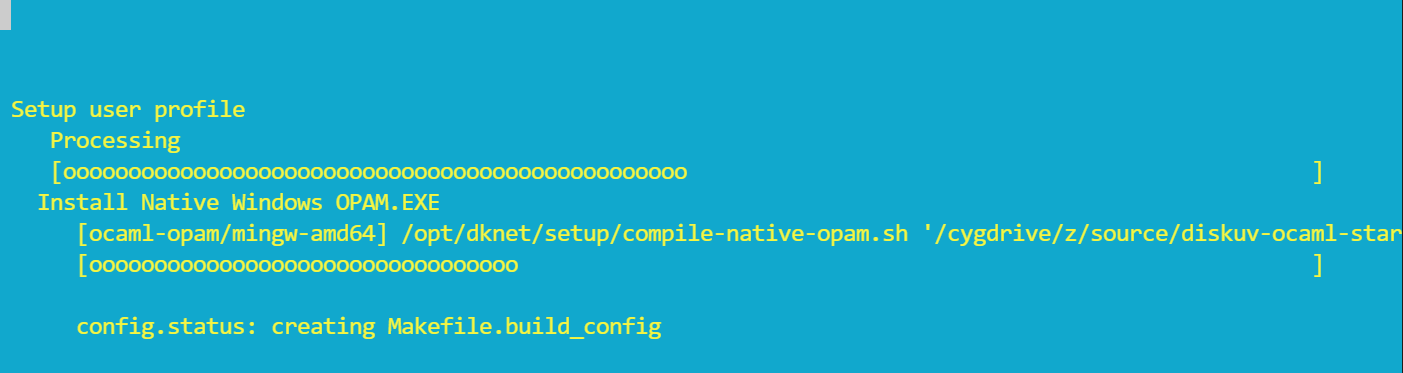 Setup user profile
Processing
[oooooooooooooooooooooooooooooooooooooooooooooooo ]
Install Native Windows OPAM.EXE
[ocaml-opam/mingw-amd64] /opt/dknet/setup/compile-native-opam.sh '/cygdrive/z/source/diskuv-ocaml-star
[ooooooooooooooooooooooooooooooooo ]
config.status: creating Makefile.build_config